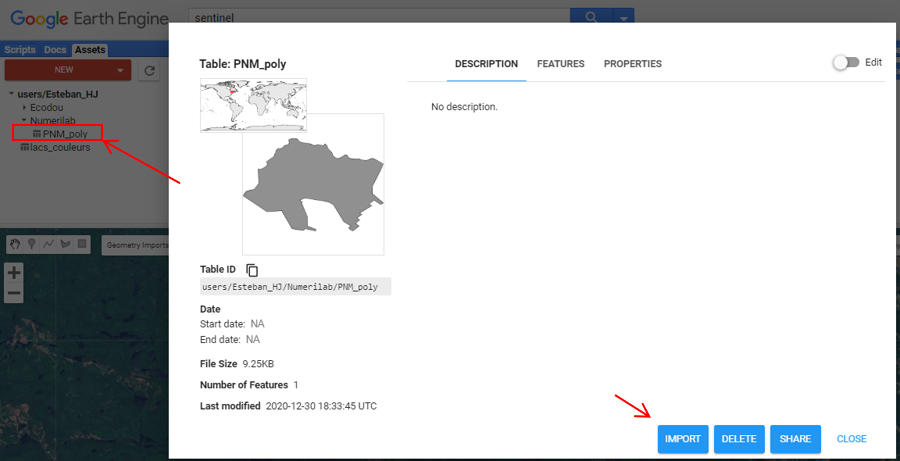 Google Earth Engine
sentinel
Scripts Docs Assets
NEW
users/Esteban_HJ
Ecodou
Numerilab
PNM_poly
lacs_couleurs
Geometry Imports
Table: PNM_poly
DESCRIPTION FEATURES PROPERTIES
Edit
No description.
Table ID
users/Esteban_HJ/Numerilab/PNM_poly
Date
Start date: NA
End date: NA
File Size 9.25KB
Number of Features 1
Last modified 2020-12-30 18:33:45 UTC
IMPORT DELETE SHARE CLOSE